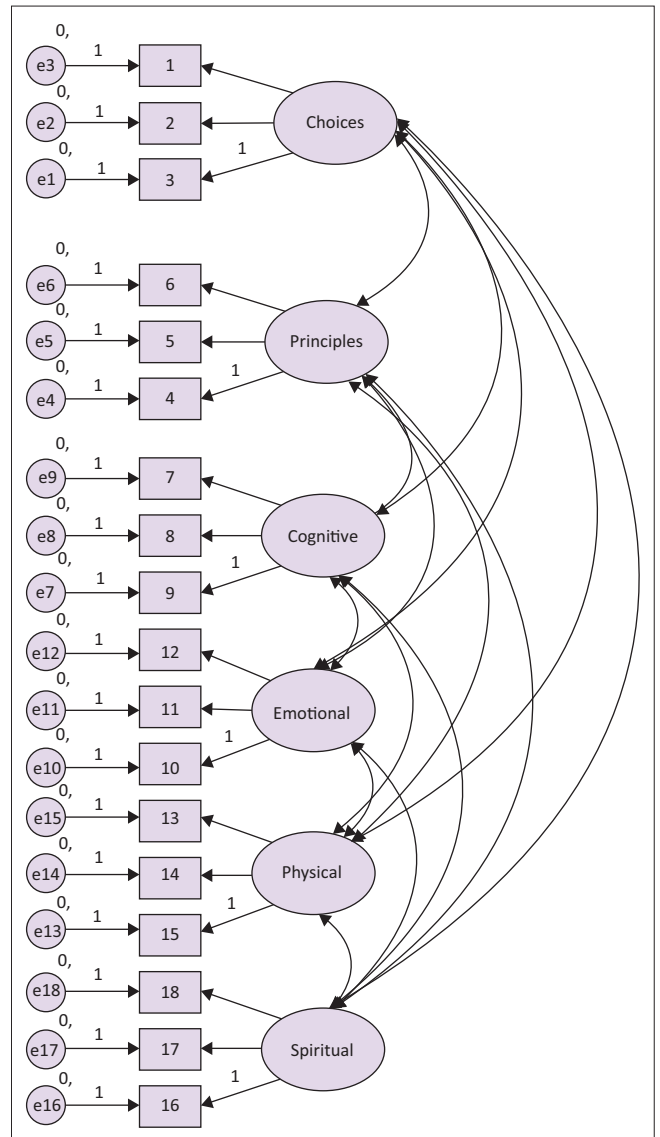 0,
1
e3 1
0,
Choices
1
e2 2
0,
1
1
e1 3
0,
1
e6 6
0,
1
e5 5
Principles
0,
1
1
e4 4
0,
1
e9 7
0,
1
e8 8
Cognitive
0,
1
1
e7 9
0,
1
e12 12
0,
1
e11 11
Emotional
0,
1
1
e10 10
0,
1
e15 13
0,
1
e14 14
Physical
0,
1
1
e13 15
0,
1
e18 18
0,
1
e17 17
Spiritual
0,
1
1
e16 16